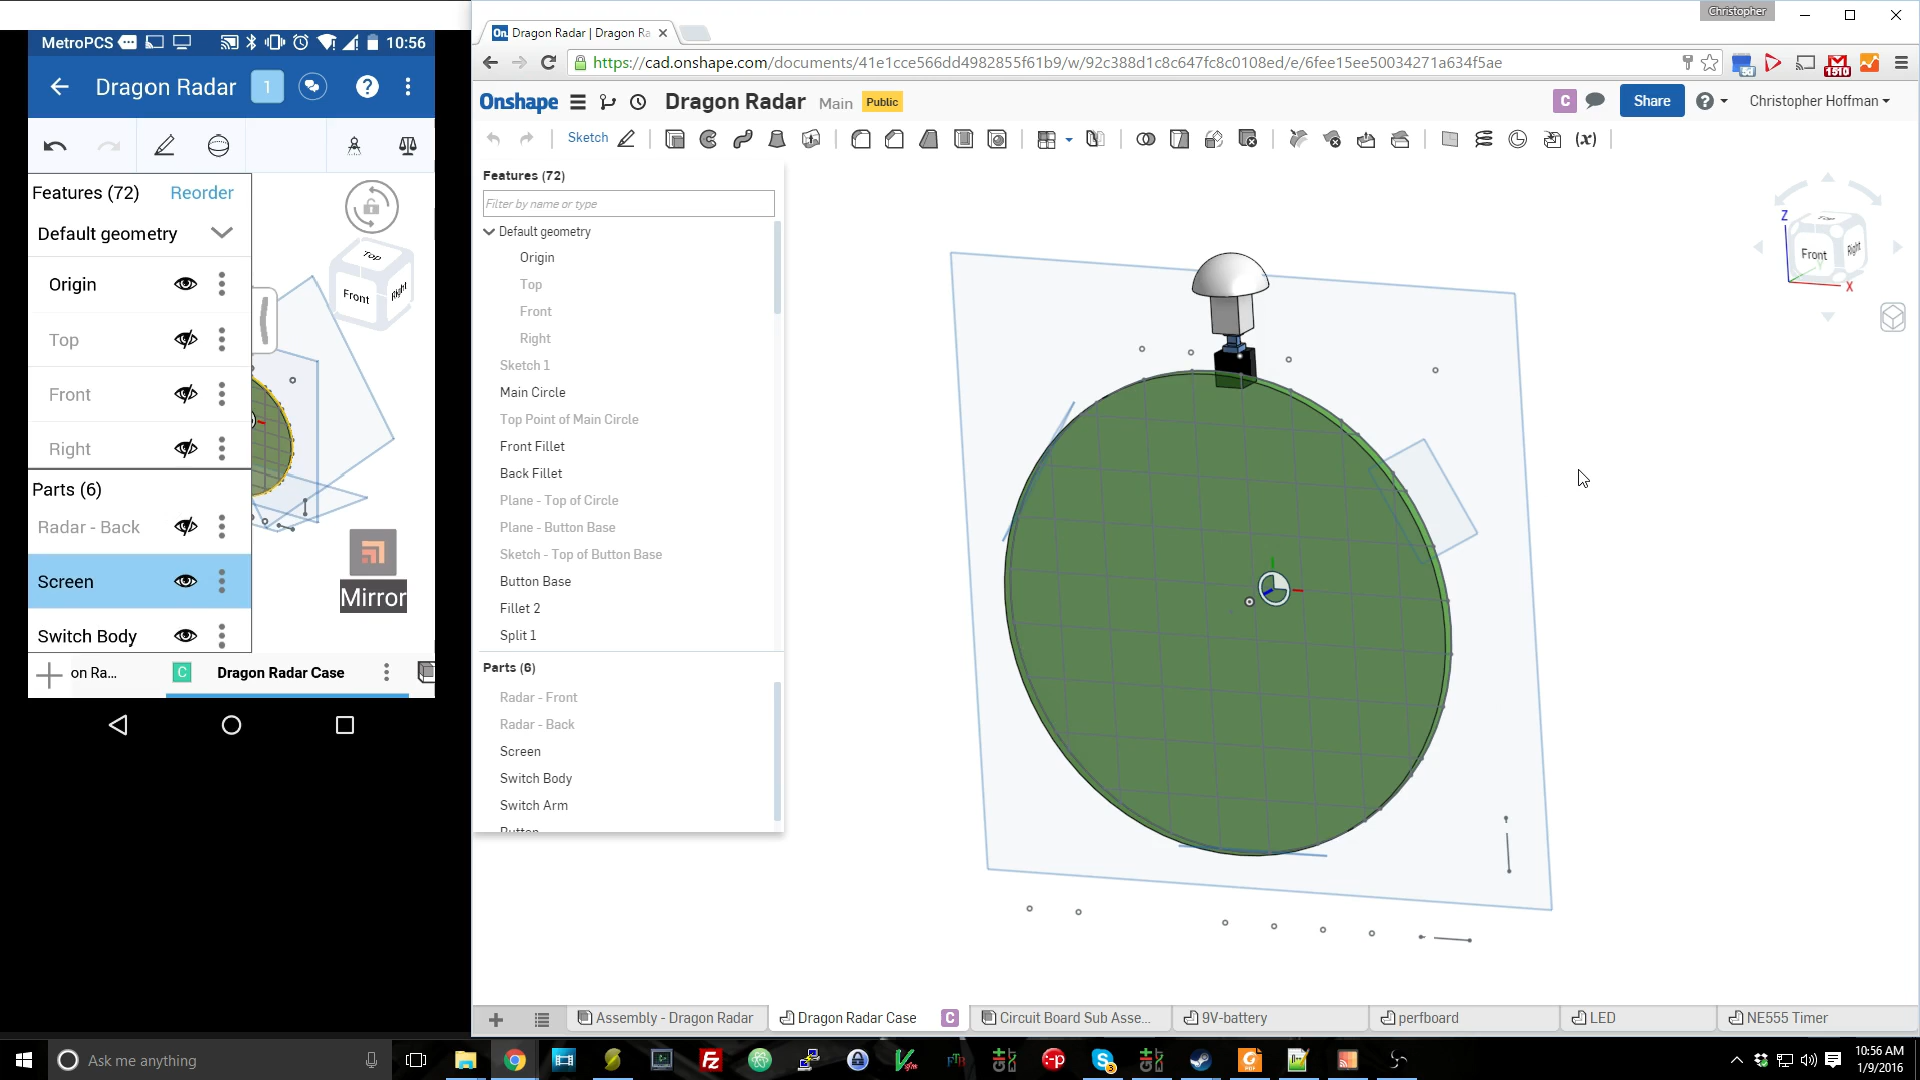 MetroPCS
10:56
Dragon Radar
1
Features (72)
Reorder
Default geometry
Origin
Top
Front
Right
Parts (6)
Radar - Back
Screen
Switch Body
on Ra...
C
Dragon Radar Case
Top
Front
Right
Mirror
Christopher
On Dragon Radar | Dragon Ra
https://cad.onshape.com/documents/41e1cce566dd4982855f61b9/w/92c388d1c8c647fc8c0108ed/e/6fee15ee50034271a634f5ae
5d
1510
Onshape
Dragon Radar
Main
Public
C
Share
Christopher Hoffman
Sketch
(x)
Features (72)
Filter by name or type
Default geometry
Origin
Top
Front
Right
Sketch 1
Main Circle
Top Point of Main Circle
Front Fillet
Back Fillet
Plane - Top of Circle
Plane - Button Base
Sketch - Top of Button Base
Button Base
Fillet 2
Split 1
Parts (6)
Radar - Front
Radar - Back
Screen
Switch Body
Switch Arm
Button
Z
Top
Front
Right
Y
X
Assembly - Dragon Radar
Dragon Radar Case
C
Circuit Board Sub Asse...
9V-battery
perfboard
LED
NE555 Timer
Ask me anything
10:56 AM
1/9/2016